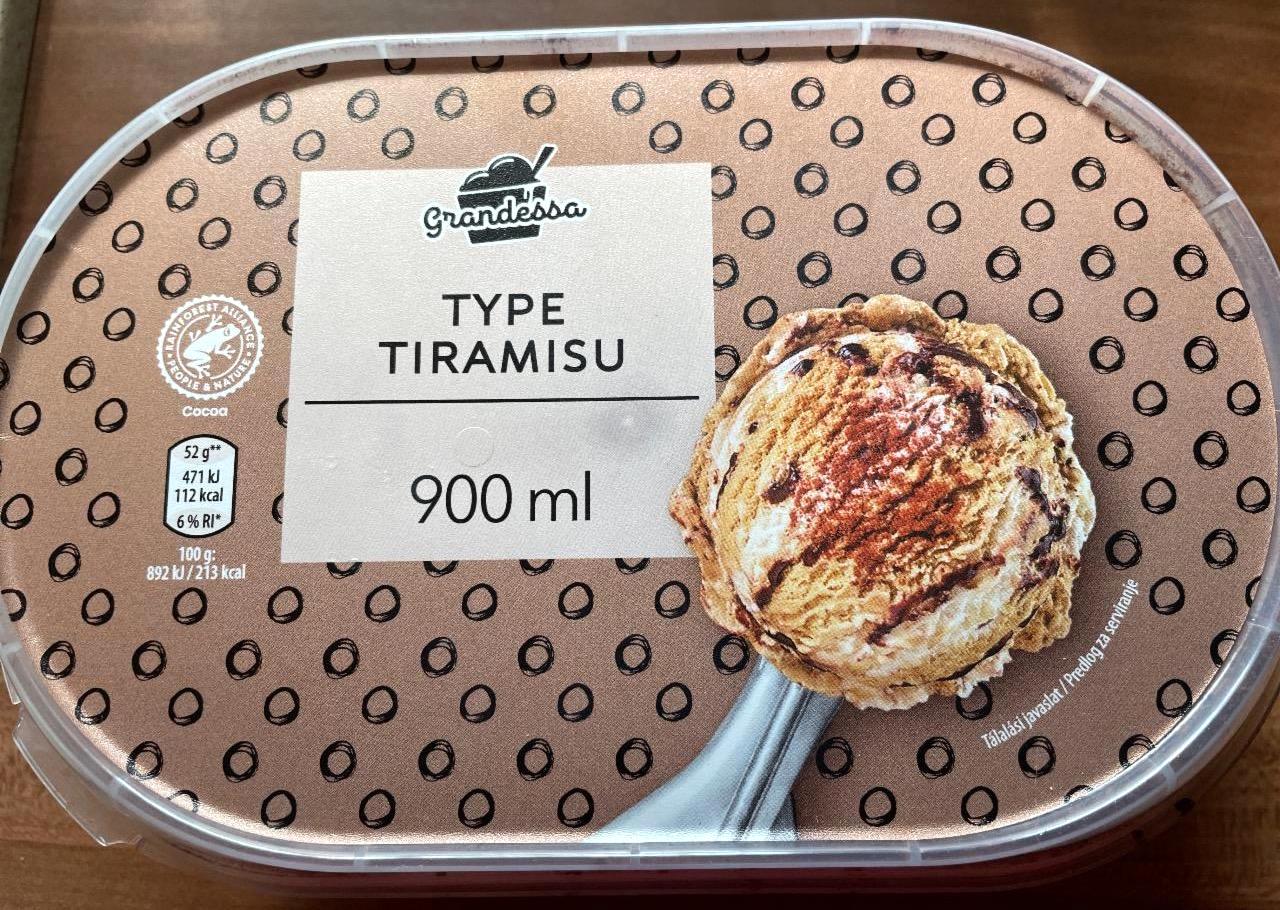 Grandessa
TYPE
TIRAMISU
900 ml
RAINFOREST ALLIANCE
PEOPLE & NATURE
Cocoa
52 g**
471 kJ
112 kcal
6 % RI*
100 g:
892 kJ / 213 kcal
Tálalási javaslat / Predlog za serviranje